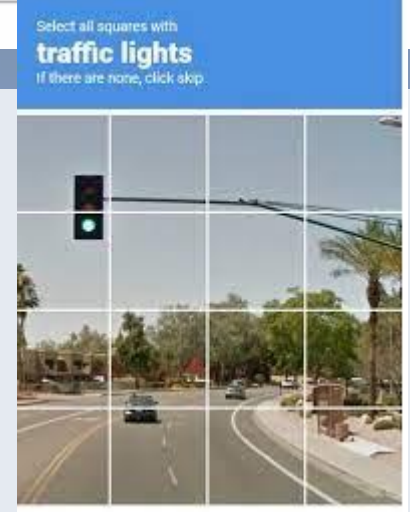 Select all squares with
traffic lights
If there are none, click skip